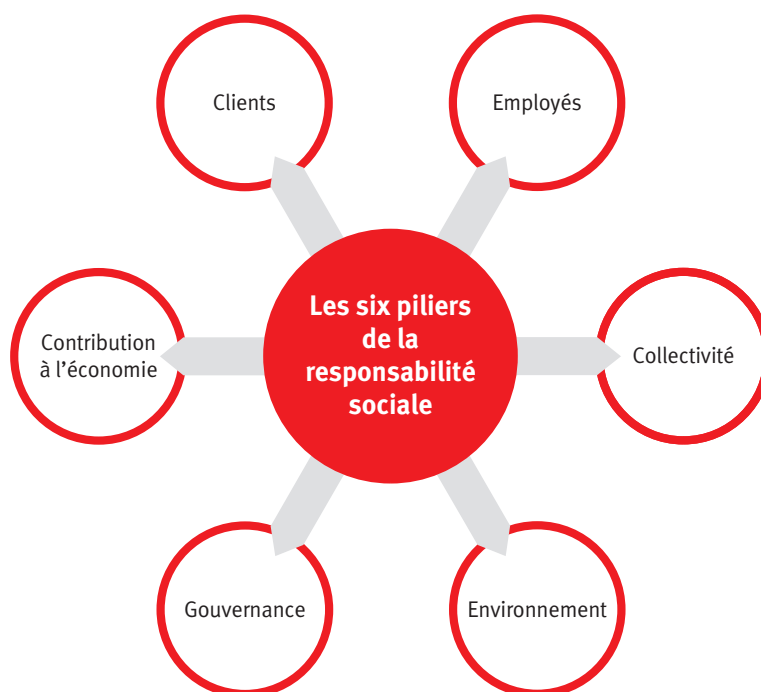 Clients
Employés
Les six piliers
de la
responsabilité
sociale
Contribution
à l’économie
Collectivité
Gouvernance
Environnement